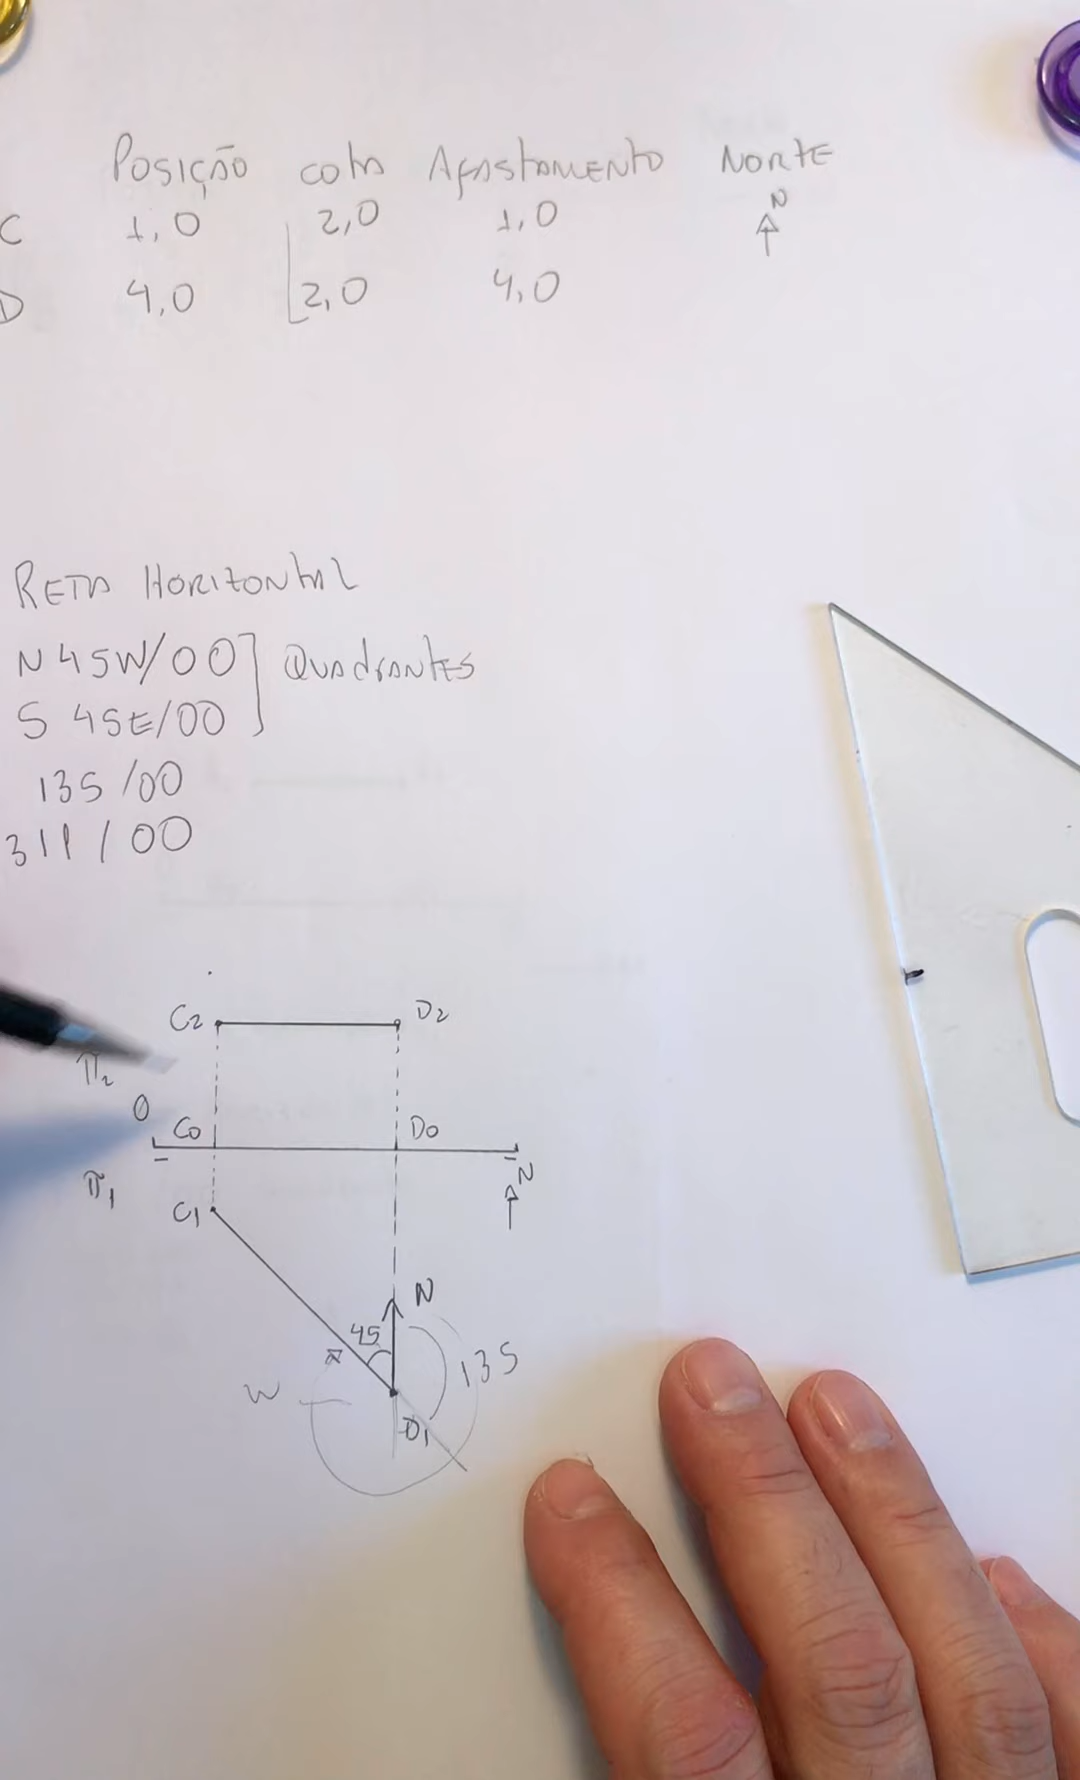 Posição cota Afastamento Norte
C 1,0 2,0 1,0 N
D 4,0 2,0 4,0
Reta Horizontal
N45W/00 Quadrantes
S 45E/00
135/00
311/00
C2 D2
π2
0 C0 D0
π1 N
C1
N
45
135
W
D1